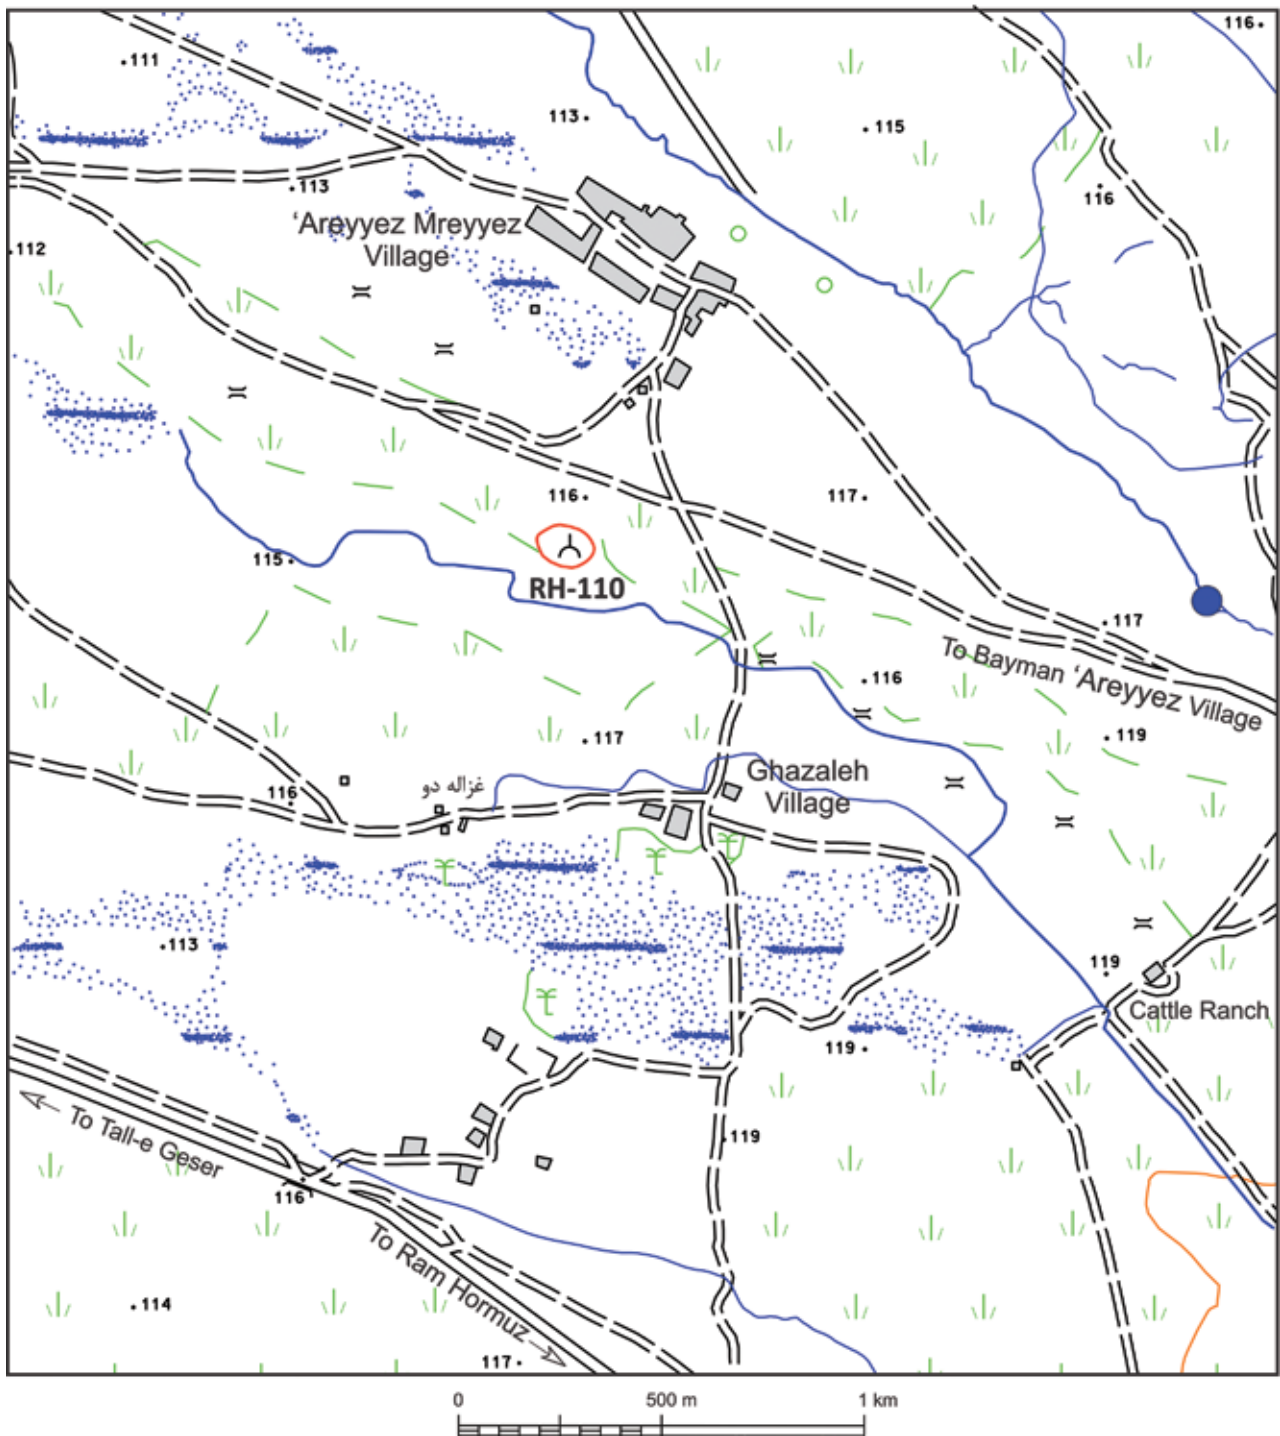 116
111
113
115
116
113
'Areyyez Mreyyez
Village
112
116
117
115
RH-110
117
116
To Bayman 'Areyyez Village
117
119
Ghazaleh
Village
غزاله دو
116
113
119
Cattle Ranch
119
119
To Tall-e Geser
116
To Ram Hormuz
114
117
0 500 m 1 km